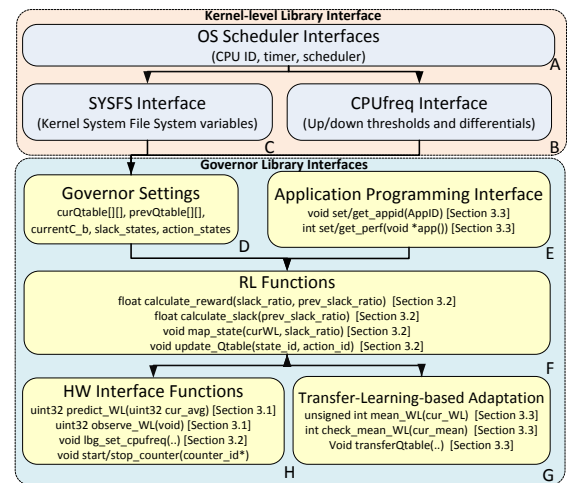 Kernel-level Library Interface
OS Scheduler Interfaces
(CPU ID, timer, scheduler)
A
SYSFS Interface
(Kernel System File System variables)
C
CPUfreq Interface
(Up/down thresholds and differentials)
B
Governor Library Interfaces
Governor Settings
curQtable[][], prevQtable[][],
currentC_b, slack_states, action_states
D
Application Programming Interface
void set/get_appid(AppID) [Section 3.3]
int set/get_perf(void *app()) [Section 3.3]
E
RL Functions
float calculate_reward(slack_ratio, prev_slack_ratio) [Section 3.2]
float calculate_slack(prev_slack_ratio) [Section 3.2]
void map_state(curWL, slack_ratio) [Section 3.2]
void update_Qtable(state_id, action_id) [Section 3.2]
F
HW Interface Functions
uint32 predict_WL(uint32 cur_avg) [Section 3.1]
uint32 observe_WL(void) [Section 3.1]
void lbg_set_cpufreq(..) [Section 3.2]
void start/stop_counter(counter_id*)
H
Transfer-Learning-based Adaptation
unsigned int mean_WL(cur_WL) [Section 3.3]
int check_mean_WL(cur_mean) [Section 3.3]
Void transferQtable(..) [Section 3.3]
G